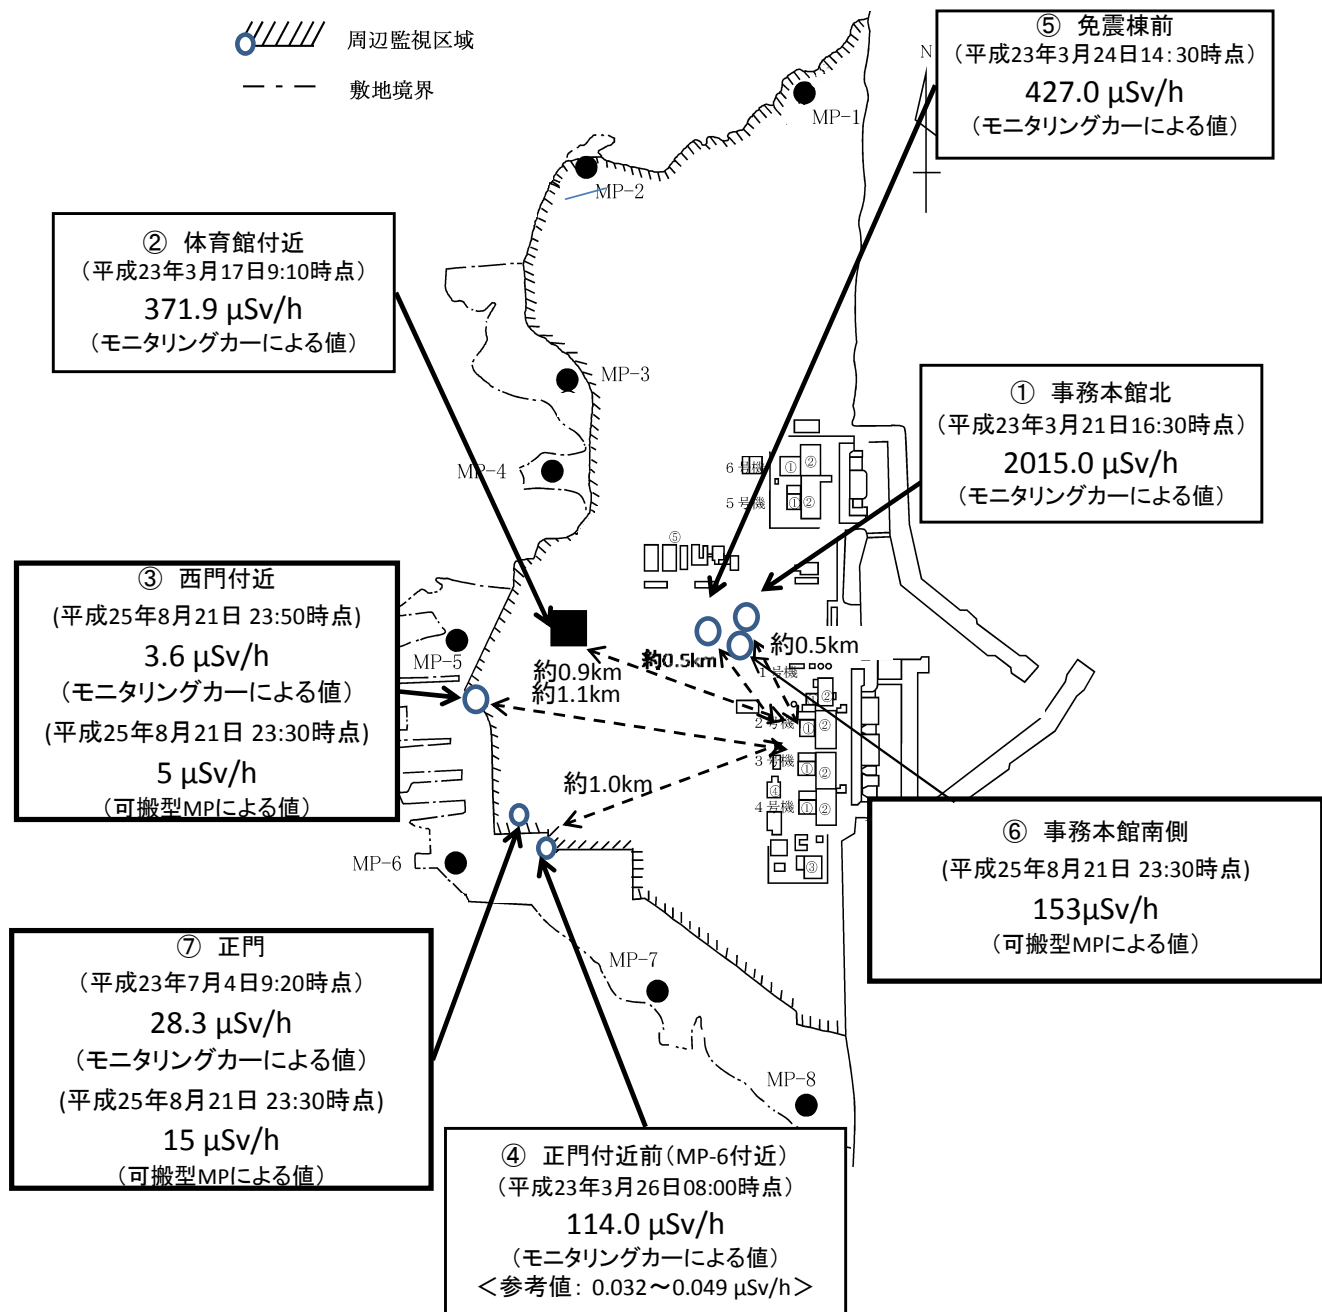 周辺監視区域
敷地境界
⑤ 免震棟前
(平成23年3月24日14:30時点)
427.0 μSv/h
(モニタリングカーによる値)
N
MP-1
MP-2
② 体育館付近
(平成23年3月17日9:10時点)
371.9 μSv/h
(モニタリングカーによる値)
MP-3
① 事務本館北
(平成23年3月21日16:30時点)
2015.0 μSv/h
(モニタリングカーによる値)
MP-4
6号機
① ②
5号機
① ②
⑤
③ 西門付近
(平成25年8月21日 23:50時点)
3.6 μSv/h
(モニタリングカーによる値)
(平成25年8月21日 23:30時点)
5 μSv/h
(可搬型MPによる値)
MP-5
約0.9km
約1.1km
約0.5km
約0.5km
1号機
②
2号機
① ②
3号機
① ②
④
4号機
① ②
③
約1.0km
MP-6
⑥ 事務本館南側
(平成25年8月21日 23:30時点)
153μSv/h
(可搬型MPによる値)
⑦ 正門
(平成23年7月4日9:20時点)
28.3 μSv/h
(モニタリングカーによる値)
(平成25年8月21日 23:30時点)
15 μSv/h
(可搬型MPによる値)
MP-7
MP-8
④ 正門付近前(MP-6付近)
(平成23年3月26日08:00時点)
114.0 μSv/h
(モニタリングカーによる値)
＜参考値: 0.032～0.049 μSv/h＞